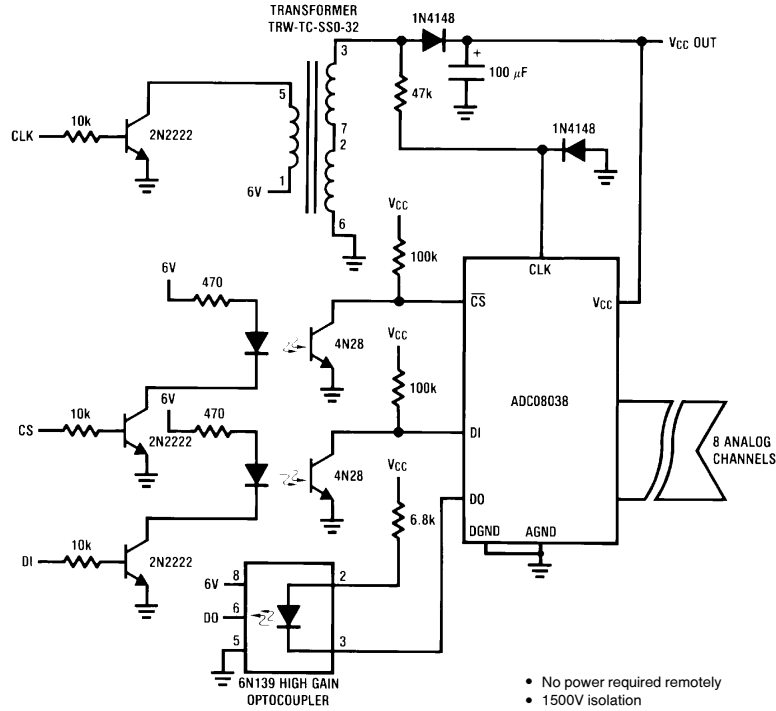 TRANSFORMER
TRW-TC-SSO-32
3
1N4148
VCC OUT
+
100 μF
5
47k
10k
CLK
2N2222
7
2
1N4148
1
6V
6
VCC
100k
CLK
6V
470
CS
VCC
4N28
VCC
100k
ADC08038
10k
6V
470
CS
2N2222
DI
8 ANALOG
CHANNELS
4N28
VCC
DO
6.8k
10k
DGND
AGND
DI
2N2222
6V
8
2
DO
6
5
3
6N139 HIGH GAIN
OPTOCOUPLER
• No power required remotely
• 1500V isolation